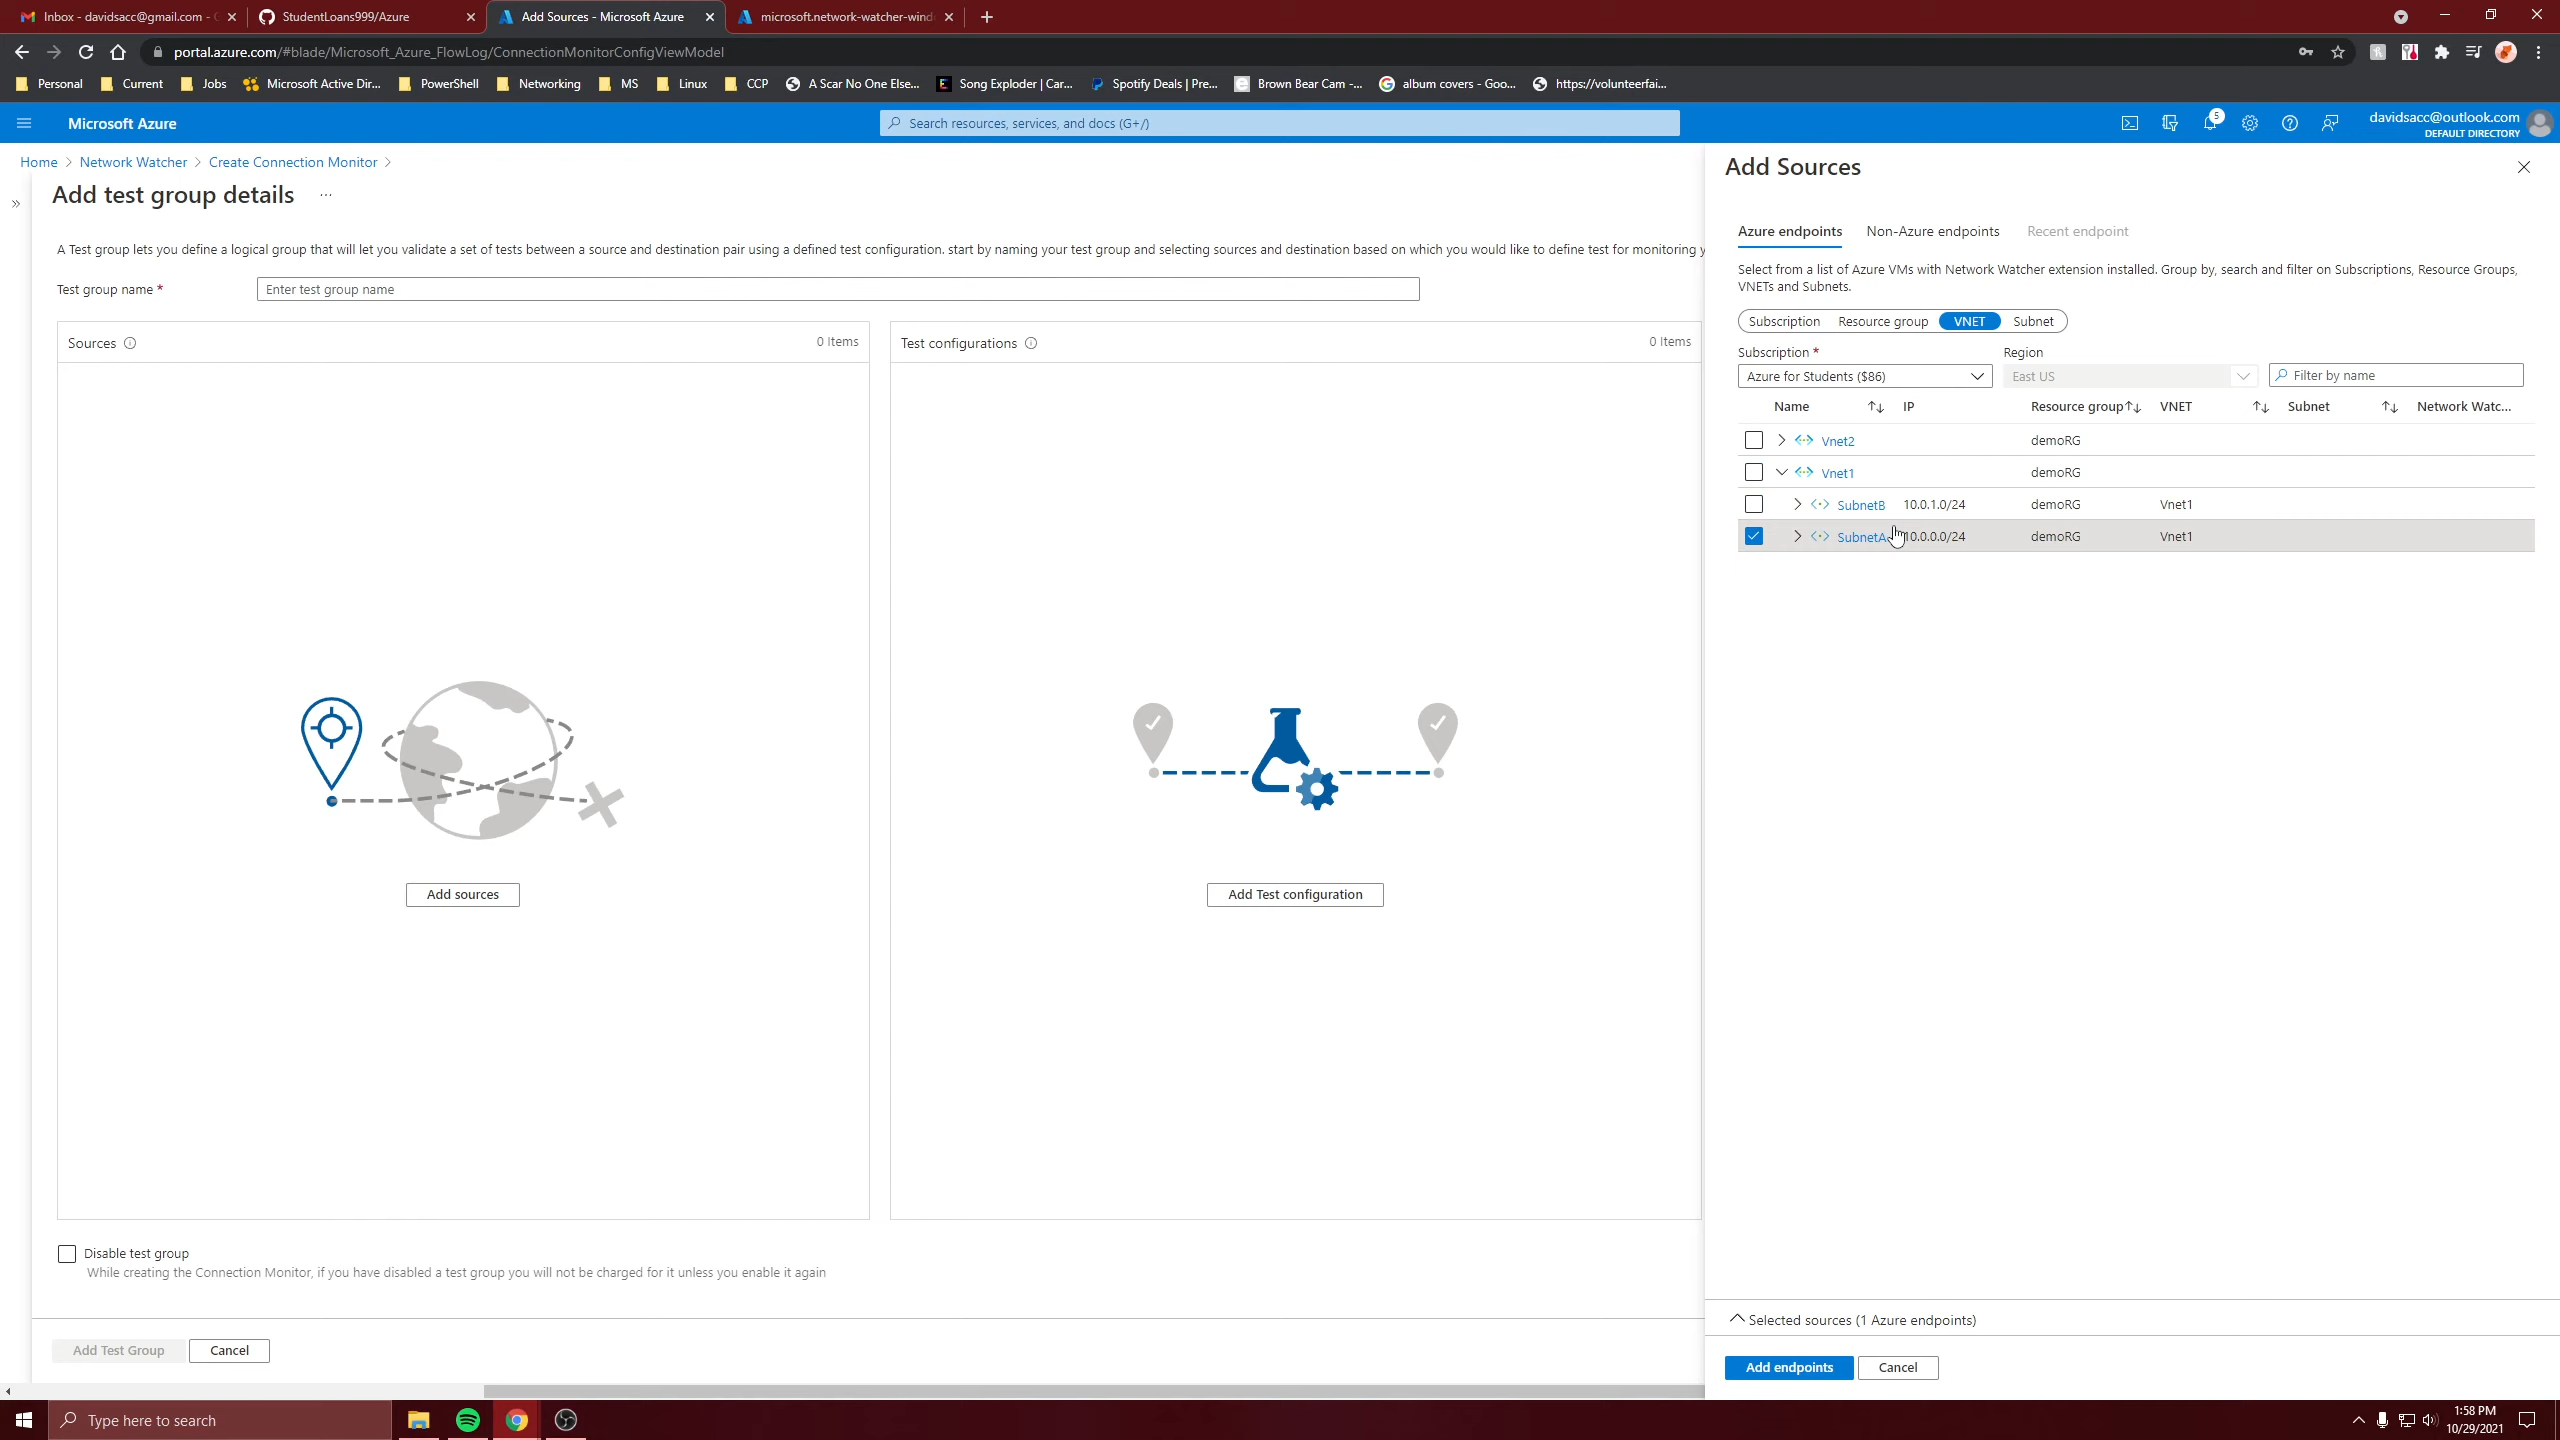 Inbox - davidsacc@gmail.com - G
StudentLoans999/Azure
Add Sources - Microsoft Azure
microsoft.network-watcher-wind
portal.azure.com/#blade/Microsoft_Azure_FlowLog/ConnectionMonitorConfigViewModel
Personal
Current
Jobs
Microsoft Active Dir...
PowerShell
Networking
MS
Linux
CCP
A Scar No One Else...
Song Exploder | Car...
Spotify Deals | Pre...
Brown Bear Cam -...
album covers - Goo...
https://volunteerfai...
Microsoft Azure
Search resources, services, and docs (G+/)
5
davidsacc@outlook.com
DEFAULT DIRECTORY
Home > Network Watcher > Create Connection Monitor >
Add test group details ...
A Test group lets you define a logical group that will let you validate a set of tests between a source and destination pair using a defined test configuration. start by naming your test group and selecting sources and destination based on which you would like to define test for monitoring y
Test group name *
Enter test group name
Sources
0 Items
Test configurations
0 Items
Add sources
Add Test configuration
Disable test group
While creating the Connection Monitor, if you have disabled a test group you will not be charged for it unless you enable it again
Add Test Group
Cancel
Add Sources
Azure endpoints
Non-Azure endpoints
Recent endpoint
Select from a list of Azure VMs with Network Watcher extension installed. Group by, search and filter on Subscriptions, Resource Groups,
VNETs and Subnets.
Subscription
Resource group
VNET
Subnet
Subscription *
Region
Azure for Students ($86)
East US
Filter by name
Name IP Resource group VNET Subnet Network Watc...
Vnet2 demoRG
Vnet1 demoRG
SubnetB 10.0.1.0/24 demoRG Vnet1
SubnetA 10.0.0.0/24 demoRG Vnet1
Selected sources (1 Azure endpoints)
Add endpoints
Cancel
Type here to search
1:58 PM
10/29/2021